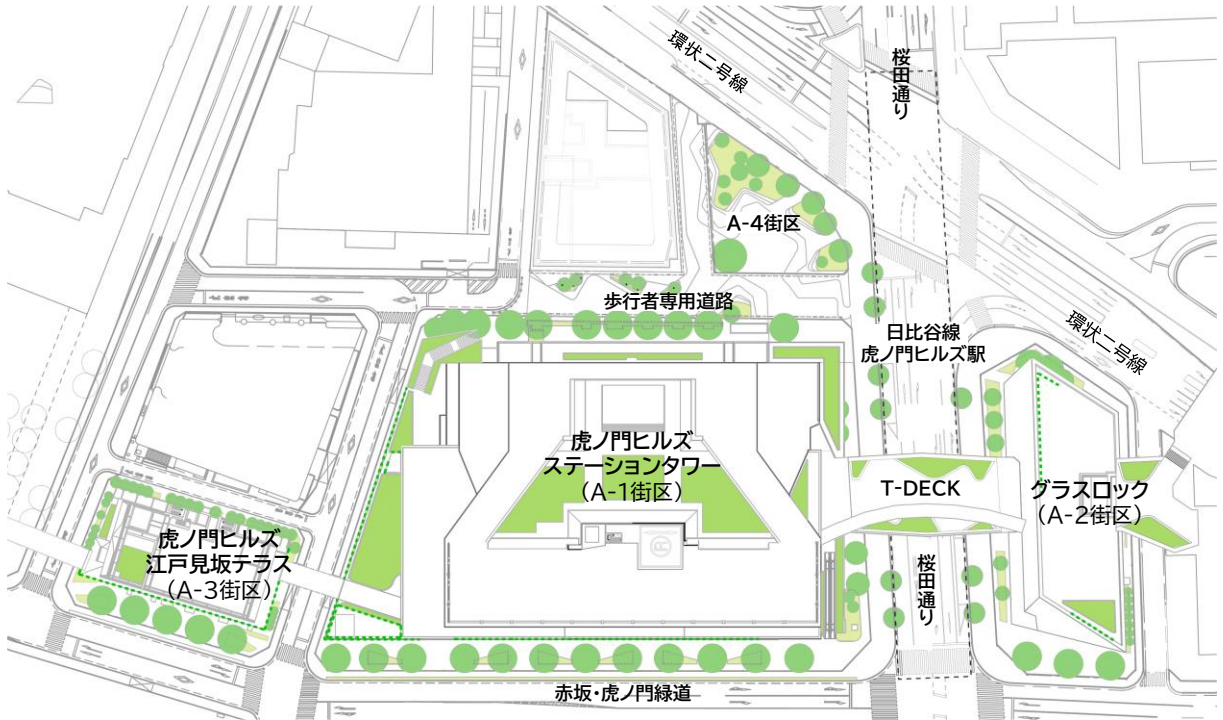 環状二号線
桜田通り
A-4街区
歩行者専用道路
日比谷線
虎ノ門ヒルズ駅
環状二号線
虎ノ門ヒルズ
ステーションタワー
（A-1街区）
T-DECK
グラスロック
（A-2街区）
虎ノ門ヒルズ
江戸見坂テラス
（A-3街区）
桜田通り
赤坂・虎ノ門緑道